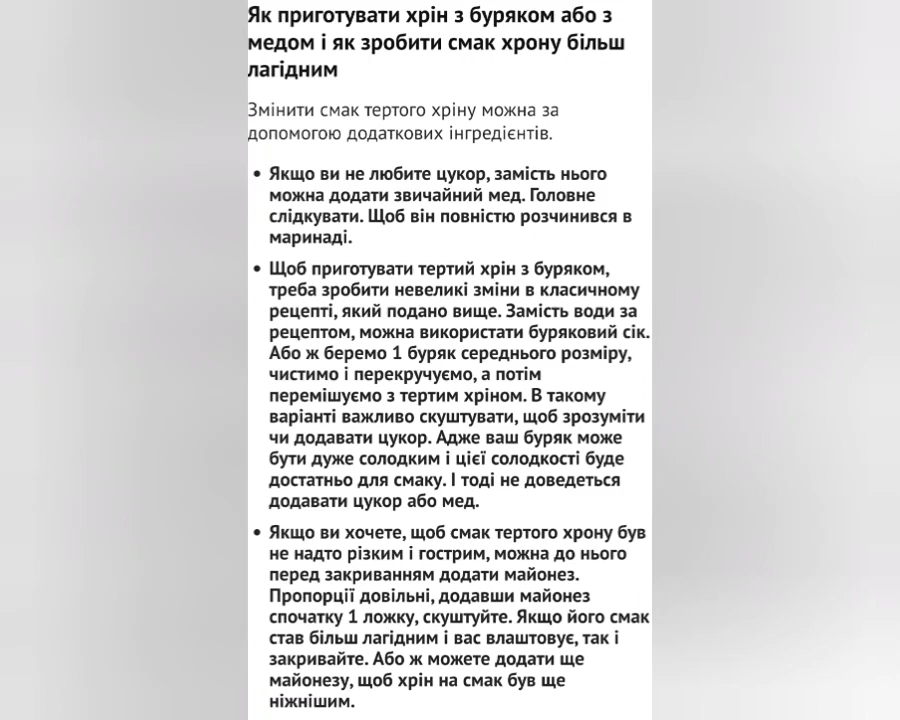 Як приготувати хрін з буряком або з
медом і як зробити смак хрону більш
лагідним
Змінити смак тертого хріну можна за
допомогою додаткових інгредієнтів.
• Якщо ви не любите цукор, замість нього
можна додати звичайний мед. Головне
слідкувати. Щоб він повністю розчинився в
маринаді.
• Щоб приготувати тертий хрін з буряком,
треба зробити невеликі зміни в класичному
рецепті, який подано вище. Замість води за
рецептом, можна використати буряковий сік.
Або ж беремо 1 буряк середнього розміру,
чистимо і перекручуємо, а потім
перемішуємо з тертим хріном. В такому
варіанті важливо скуштувати, щоб зрозуміти
чи додавати цукор. Адже ваш буряк може
бути дуже солодким і цієї солодкості буде
достатньо для смаку. І тоді не доведеться
додавати цукор або мед.
• Якщо ви хочете, щоб смак тертого хрону був
не надто різким і гострим, можна до нього
перед закриванням додати майонез.
Пропорції довільні, додавши майонез
спочатку 1 ложку, скуштуйте. Якщо його смак
став більш лагідним і вас влаштовує, так і
закривайте. Або ж можете додати ще
майонезу, щоб хрін на смак був ще
ніжнішим.